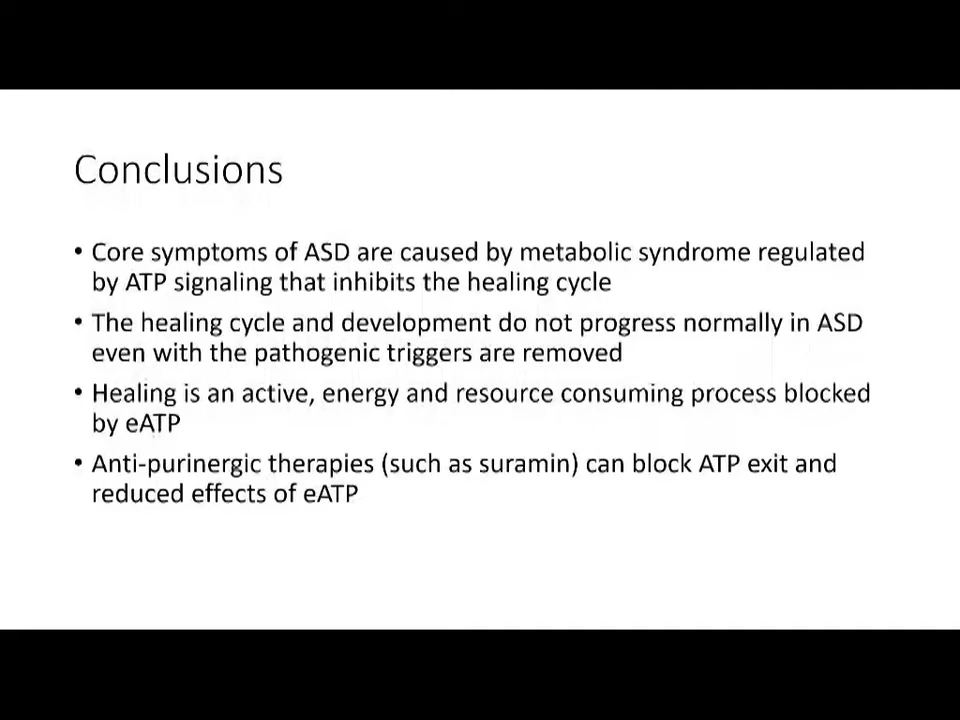 Conclusions
• Core symptoms of ASD are caused by metabolic syndrome regulated
by ATP signaling that inhibits the healing cycle
• The healing cycle and development do not progress normally in ASD
even with the pathogenic triggers are removed
• Healing is an active, energy and resource consuming process blocked
by eATP
• Anti-purinergic therapies (such as suramin) can block ATP exit and
reduced effects of eATP